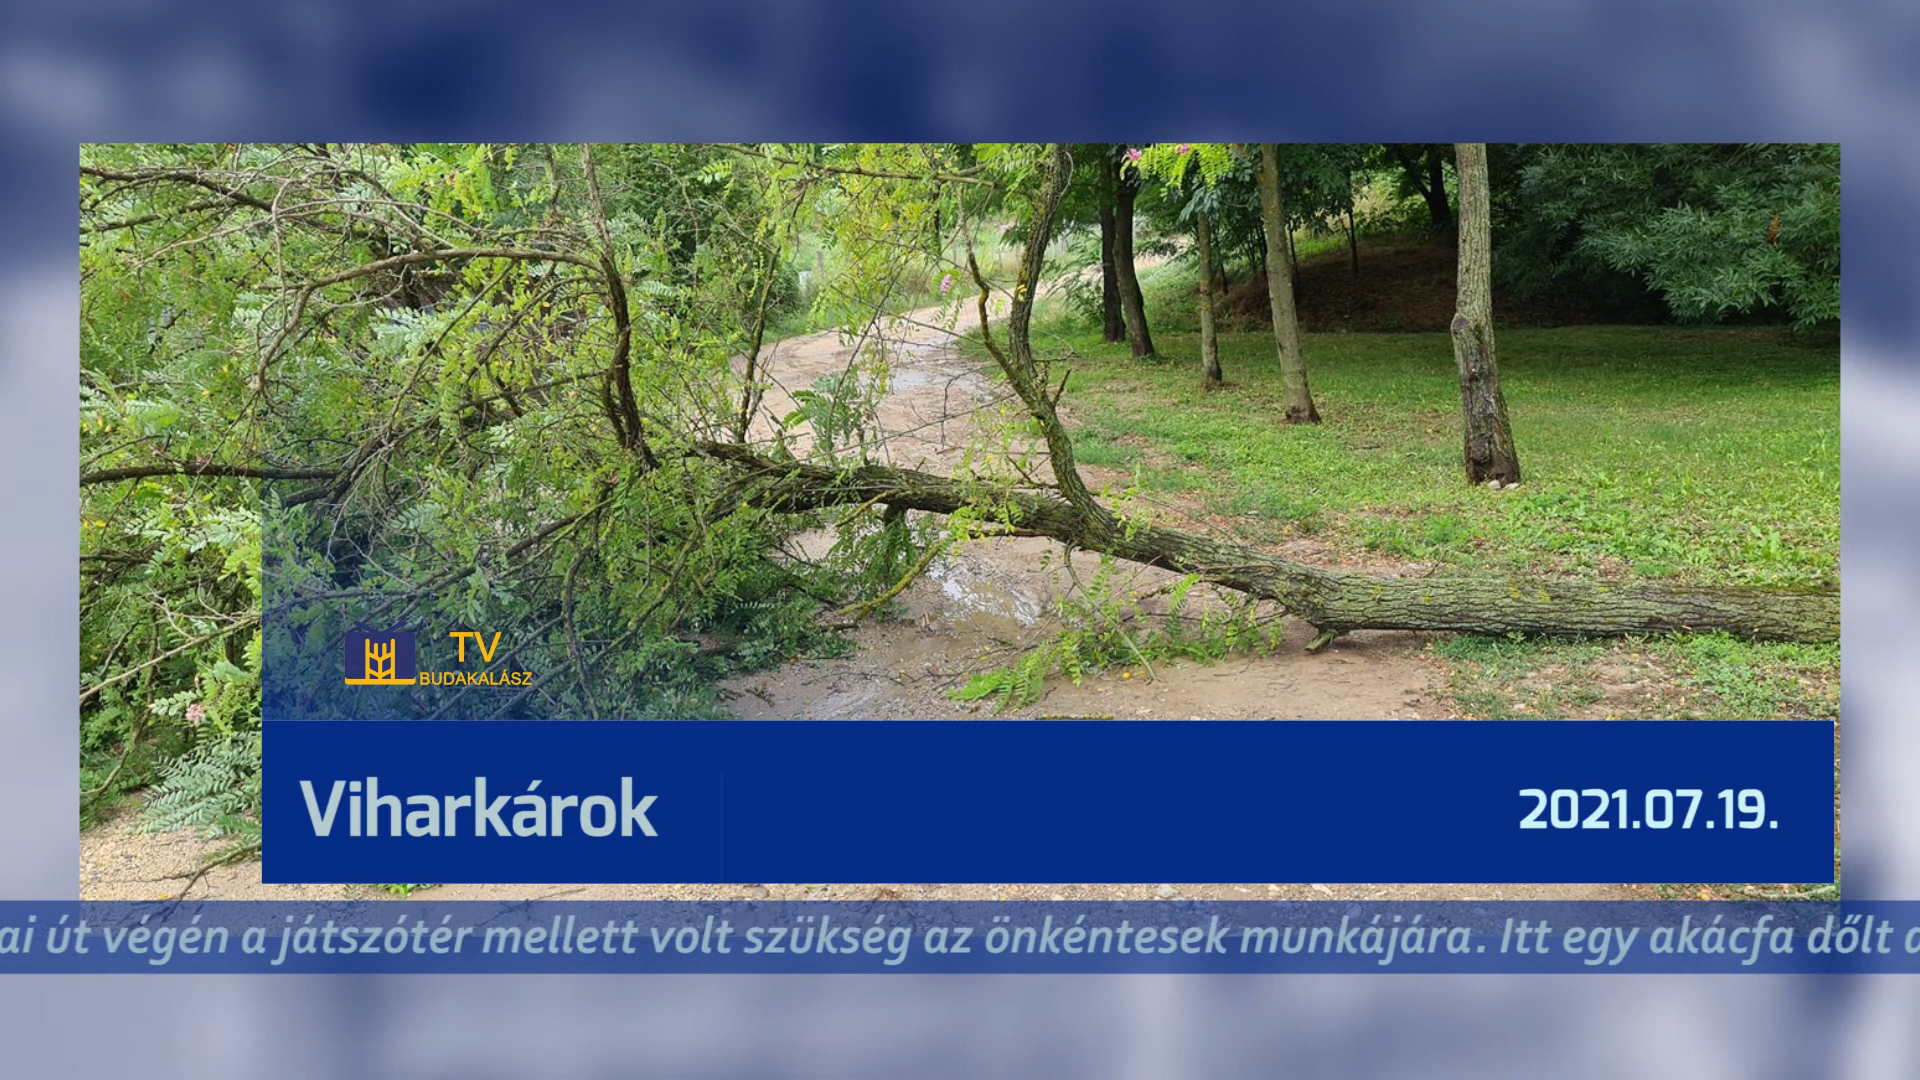 TV
BUDAKALÁSZ
Viharkárok
2021.07.19.
ai út végén a játszótér mellett volt szükség az önkéntesek munkájára. Itt egy akácfa dőlt